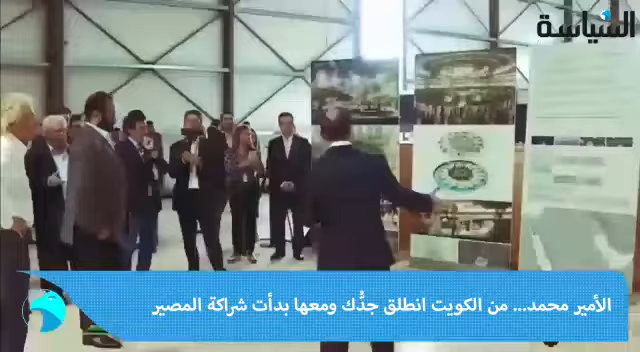 السياسة
الأمير محمد... من الكويت انطلق جدُّك ومعها بدأت شراكة المصير